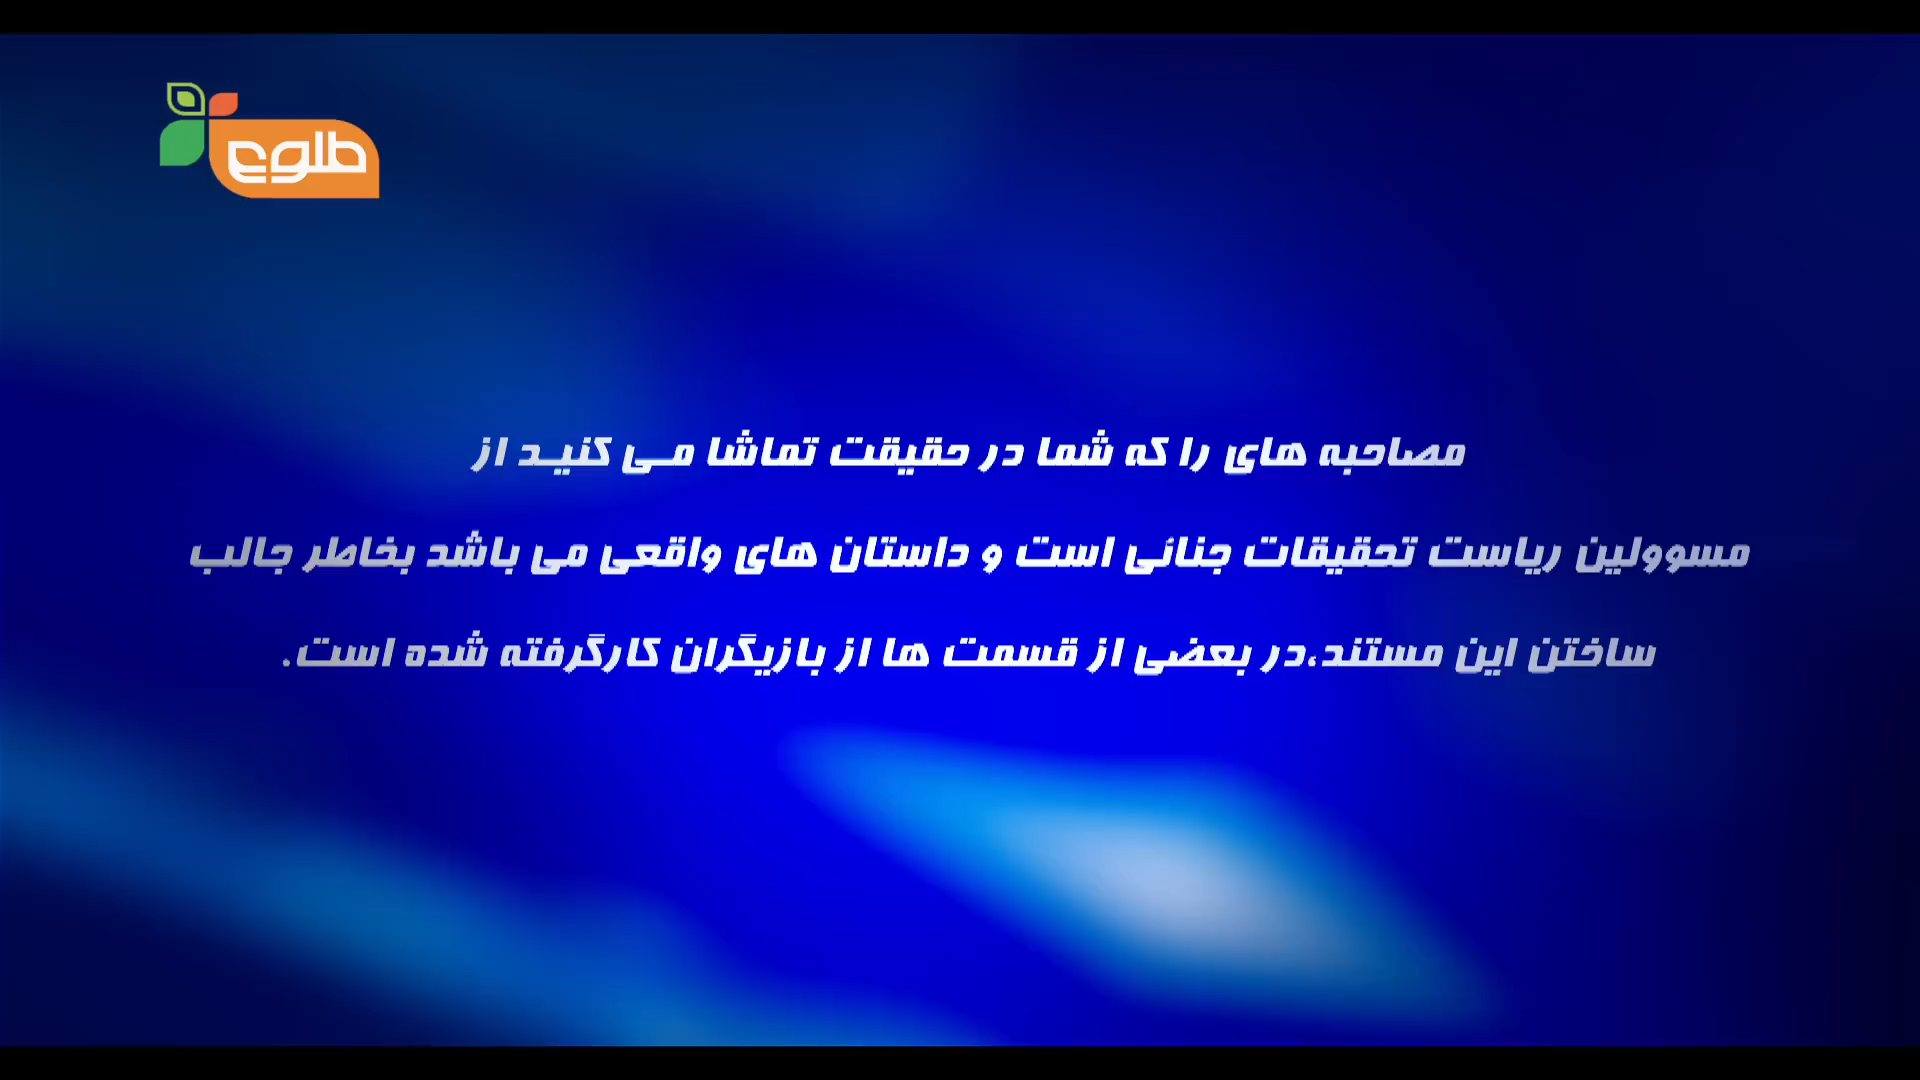 طلوع
مصاحبه های را که شما در حقیقت تماشا مـی کنیـد از
مسوولین ریاست تحقیقات جنائی است و داستان های واقعی می باشد بخاطر جالب
ساختن این مستند،در بعضی از قسمت ها از بازیگران کارگرفته شده است.